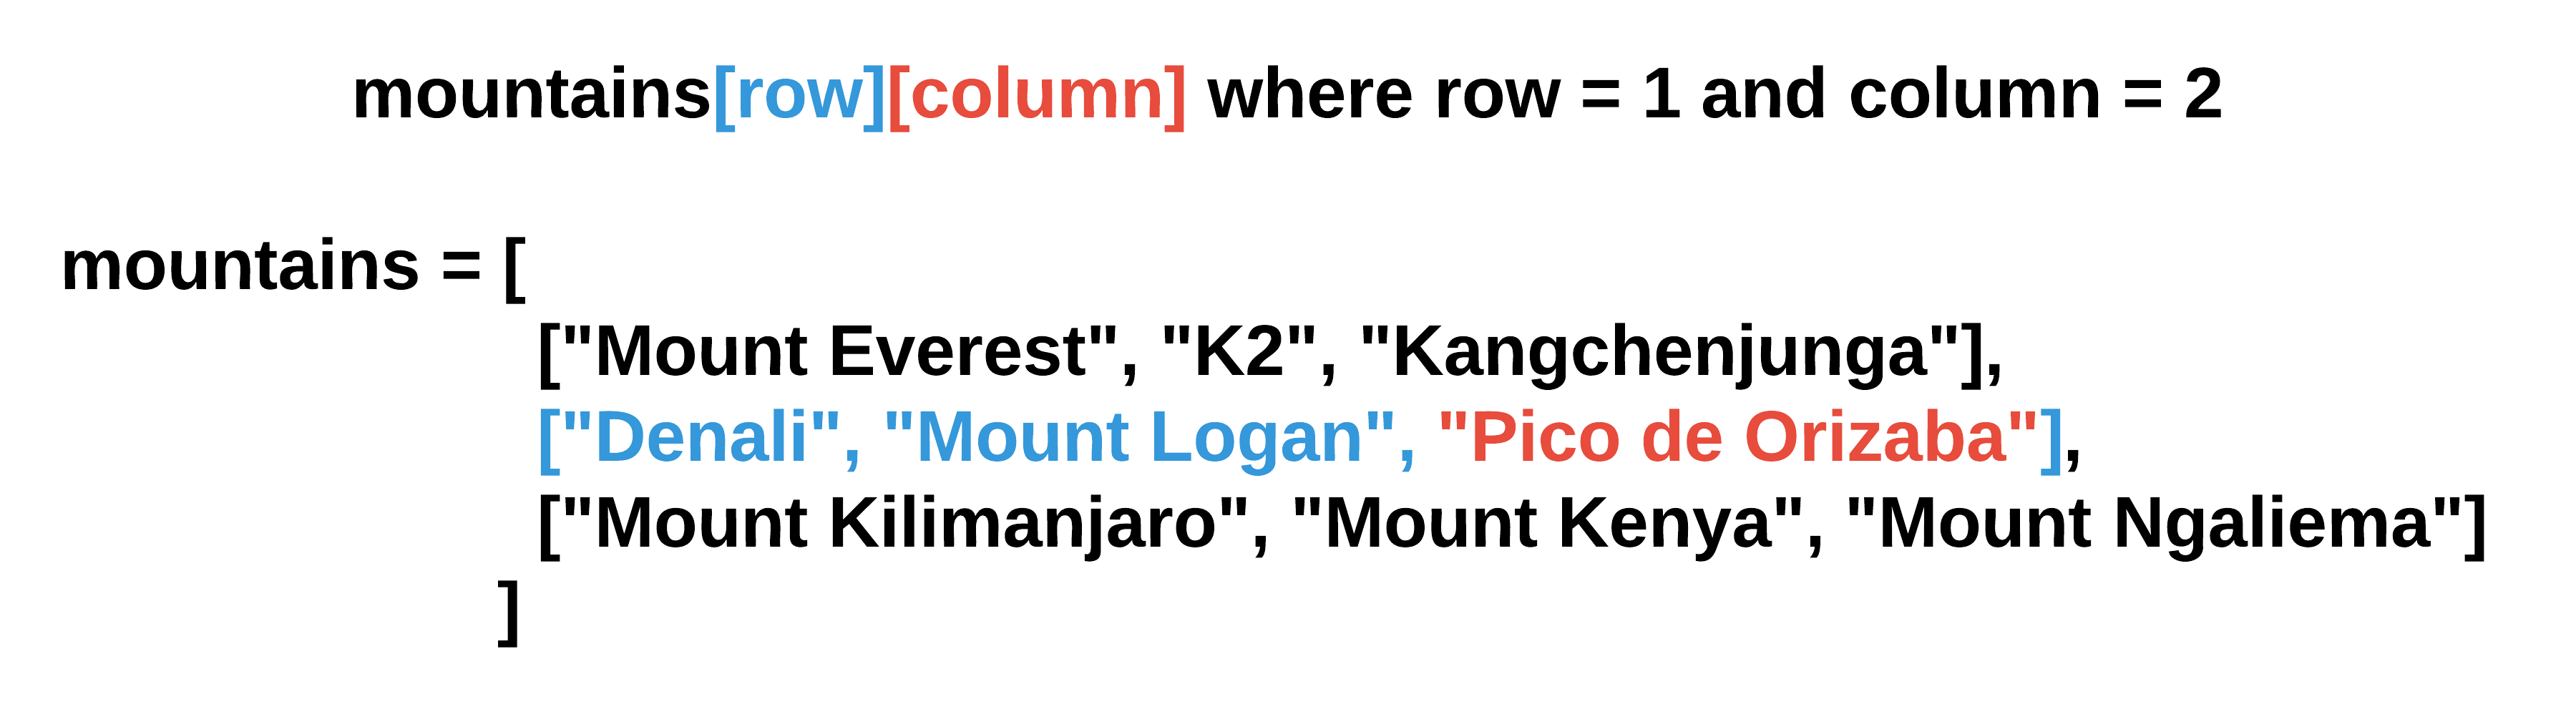 mountains[row][column] where row = 1 and column = 2
mountains = [
["Mount Everest", "K2", "Kangchenjunga"],
["Denali", "Mount Logan", "Pico de Orizaba"],
["Mount Kilimanjaro", "Mount Kenya", "Mount Ngaliema"]
]